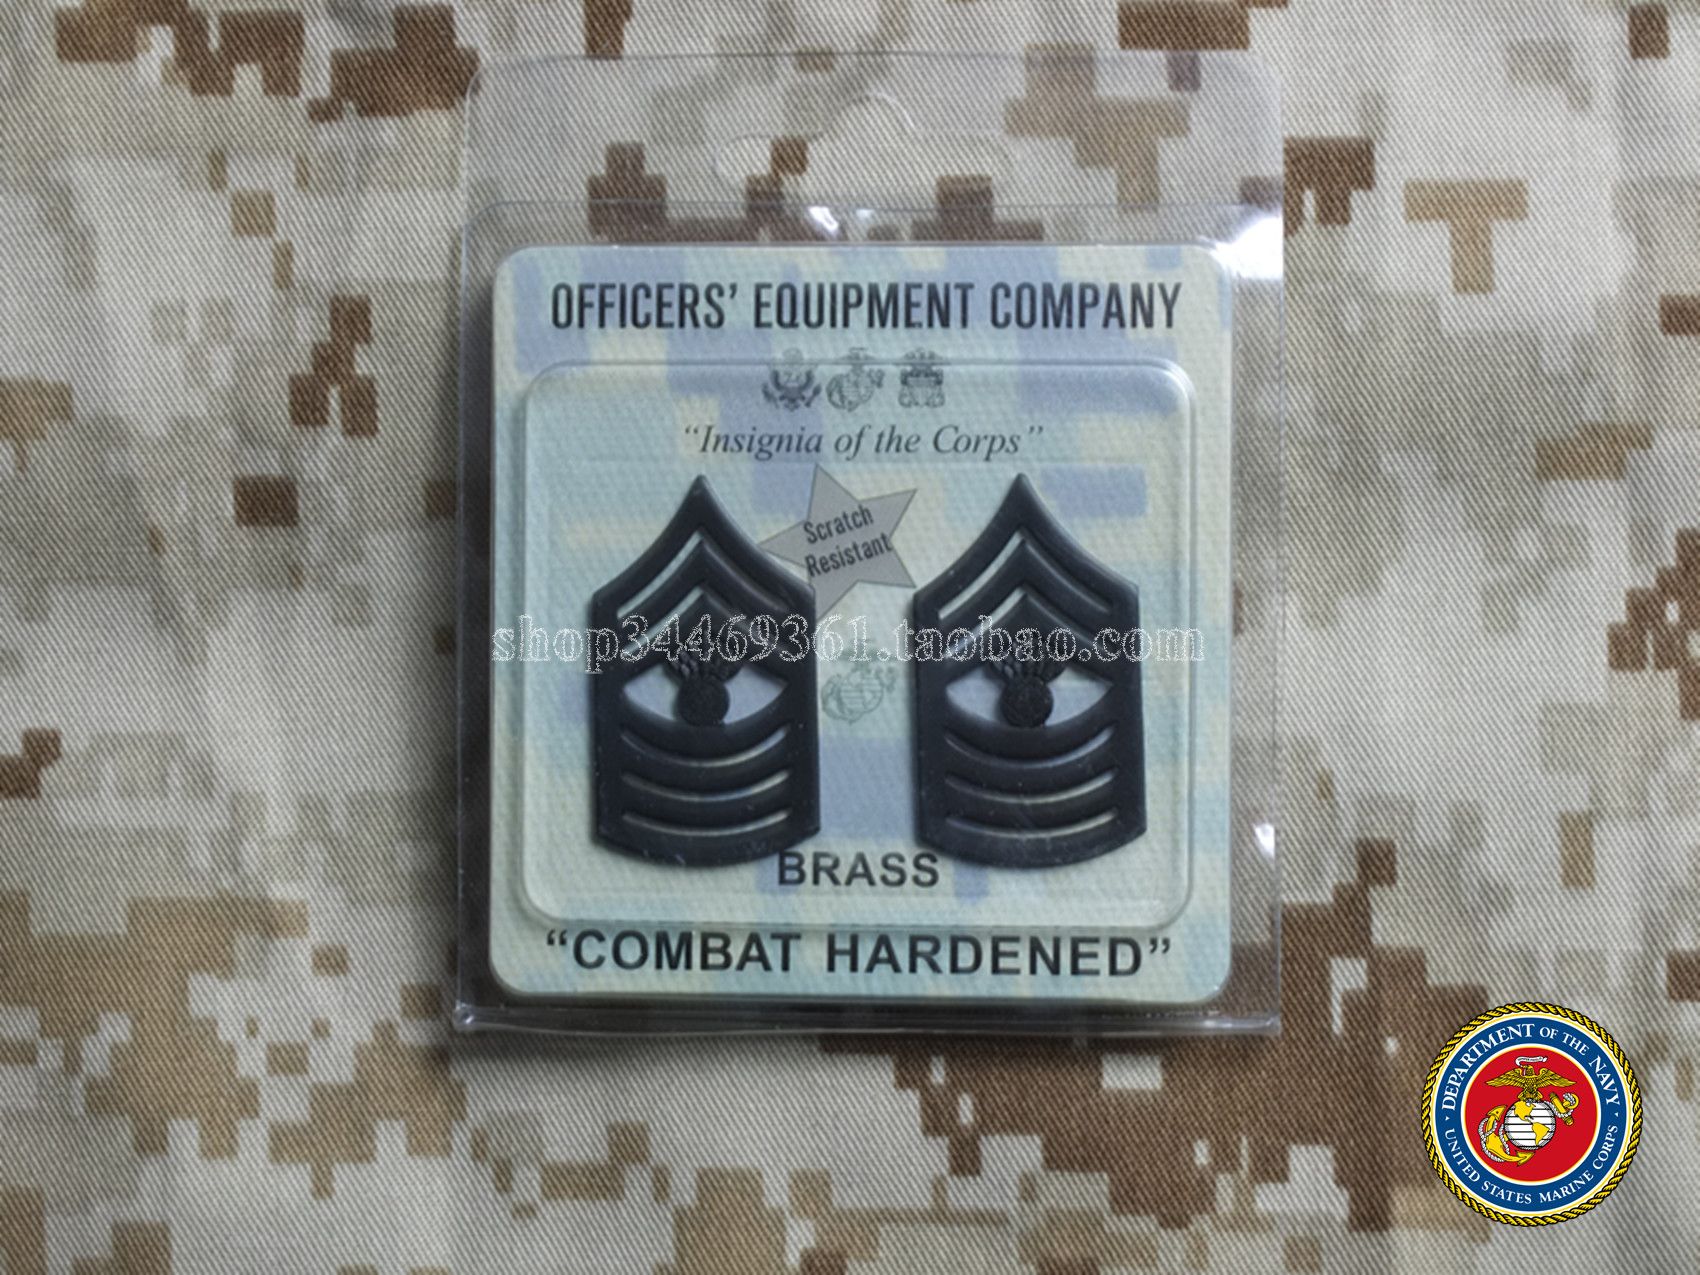 OFFICERS' EQUIPMENT COMPANY
"Insignia of the Corps"
Scratch
Resistant
shop34469361.taobao.com
BRASS
"COMBAT HARDENED"
DEPARTMENT OF THE NAVY
UNITED STATES MARINE CORPS